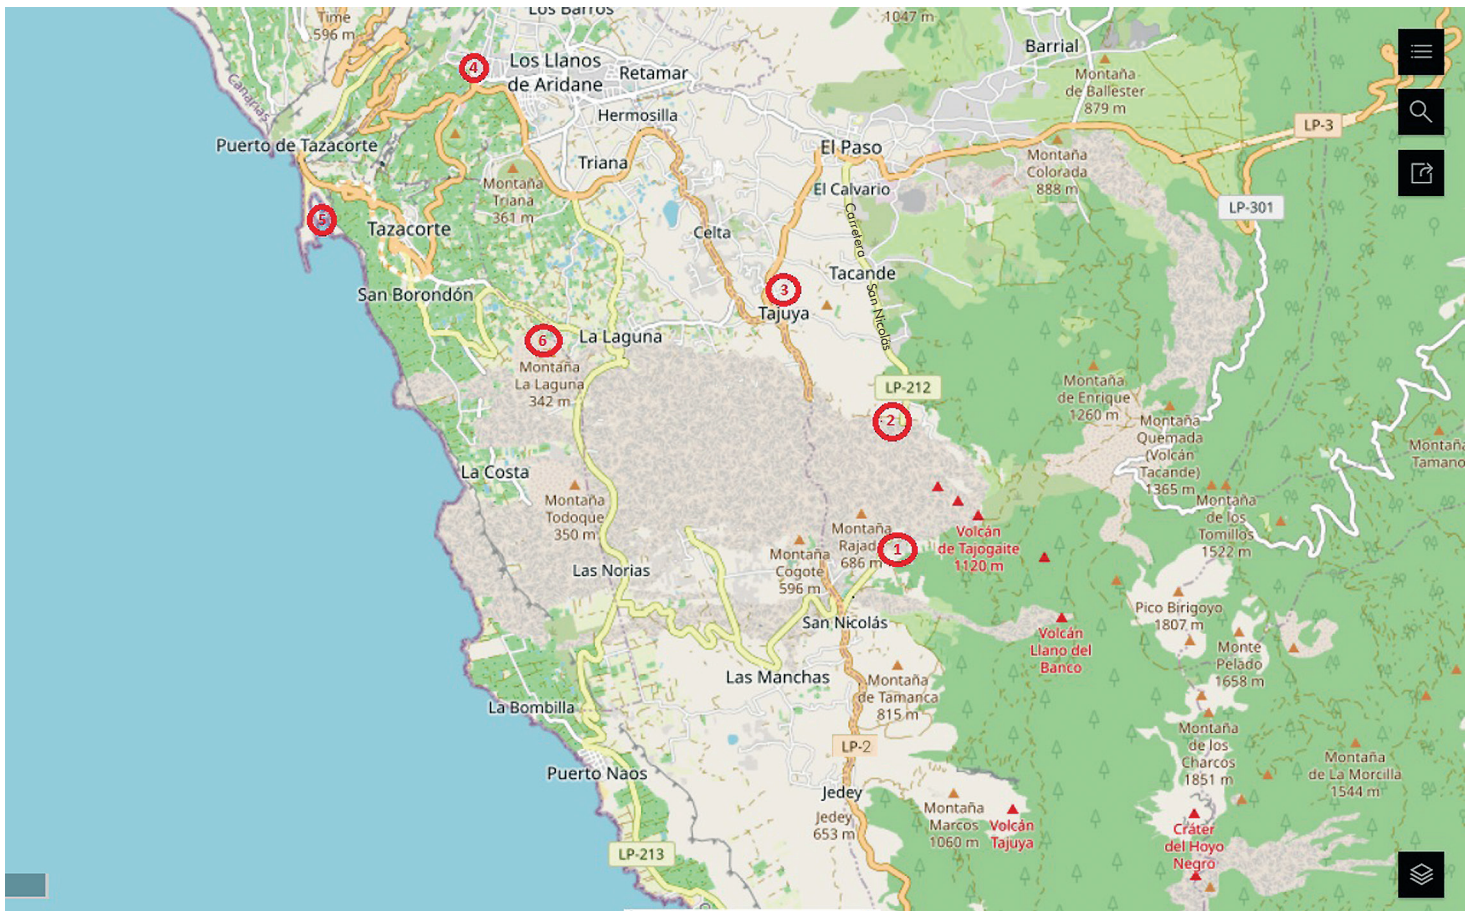 Los Barros
Time
596 m
1047 m
Barrial
4
Los Llanos
de Aridane
Retamar
Montaña
de Ballester
879 m
Canarias
Hermosilla
LP-3
Puerto de Tazacorte
El Paso
Triana
Montaña
Colorada
888 m
Montaña
Triana
361 m
El Calvario
LP-301
5
Tazacorte
Celta
Carretera San Nicolás
Tacande
San Borondón
3
Tajuya
6
La Laguna
Montaña
La Laguna
342 m
LP-212
Montaña
de Enrique
1260 m
2
Montaña
Quemada
(Volcán
Tacande)
1365 m
Montaña
Tamano
La Costa
Montaña
Todoque
350 m
Montaña
de los
Tomillos
1522 m
Montaña
Rajada
686 m
1
Volcán
de Tajogaite
1120 m
Montaña
Cogote
596 m
Las Norias
Pico Birigoyo
1807 m
San Nicolás
Volcán
Llano del
Banco
Monte
Pelado
1658 m
Las Manchas
Montaña
de Tamanca
815 m
La Bombilla
Montaña
de los
Charcos
1851 m
LP-2
Montaña
de La Morcilla
1544 m
Puerto Naos
Jedey
Jedey
653 m
Montaña
Marcos
1060 m
Volcán
Tajuya
Cráter
del Hoyo
Negro
LP-213